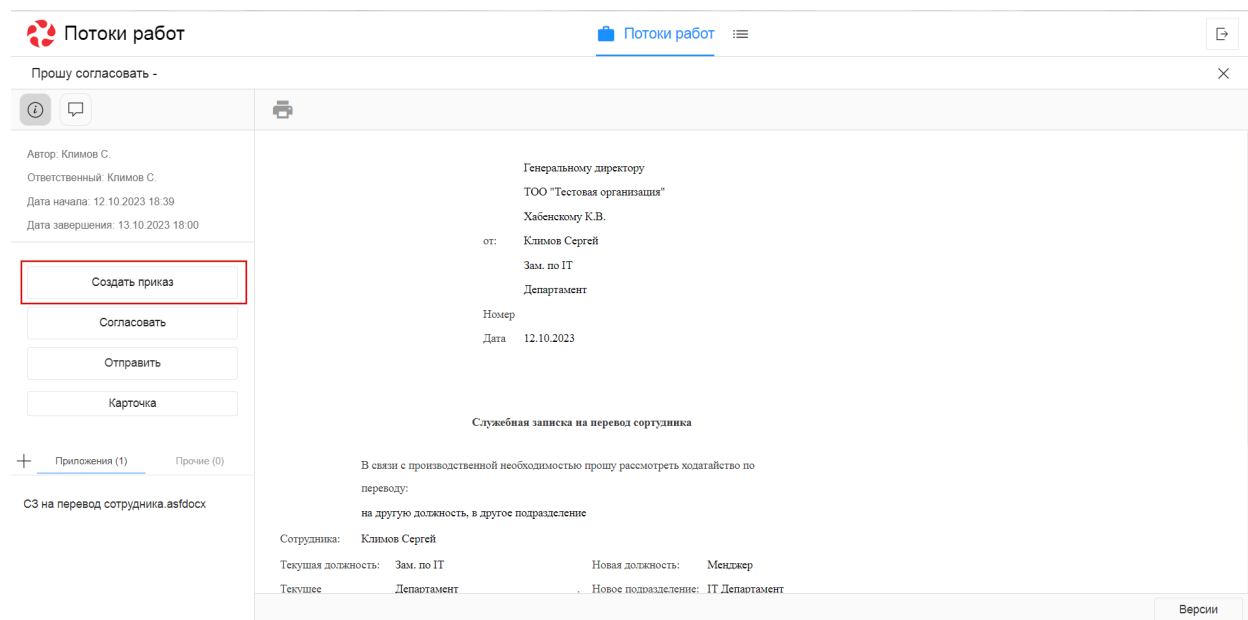 Потоки работ
Потоки работ
Прошу согласовать -
Автор: Климов С.
Ответственный: Климов С.
Дата начала: 12.10.2023 18:39
Дата завершения: 13.10.2023 18:00
Создать приказ
Согласовать
Отправить
Карточка
Приложения (1) Прочие (0)
СЗ на перевод сотрудника.asfdocx
Генеральному директору
ТОО "Тестовая организация"
Хабенскому К.В.
от: Климов Сергей
Зам. по IT
Департамент
Номер
Дата 12.10.2023
Служебная записка на перевод сортудника
В связи с производственной необходимостью прошу рассмотреть ходатайство по
переводу:
на другую должность, в другое подразделение
Сотрудника: Климов Сергей
Текушая должность: Зам. по IT Новая должность: Менджер
Текущее Департамент . Новое подразделение: IT Департамент
Версии